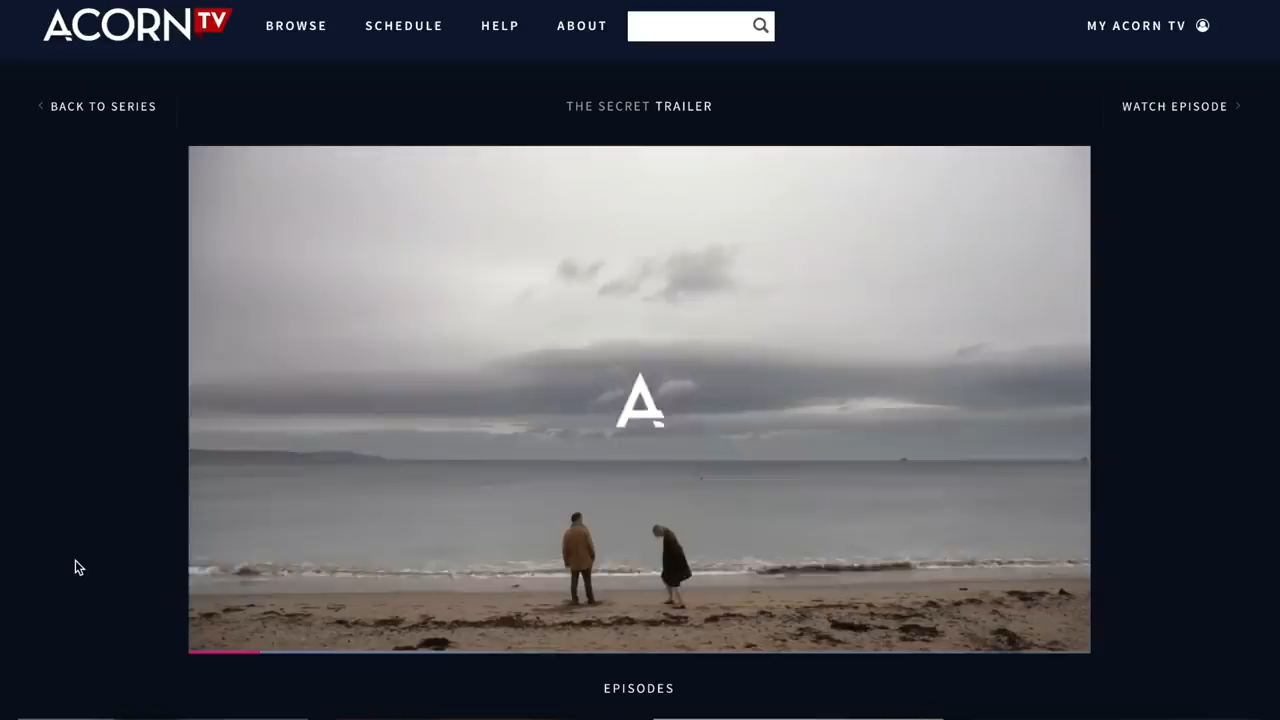 ACORN TV BROWSE SCHEDULE HELP ABOUT MY ACORN TV
BACK TO SERIES THE SECRET TRAILER WATCH EPISODE
A
EPISODES